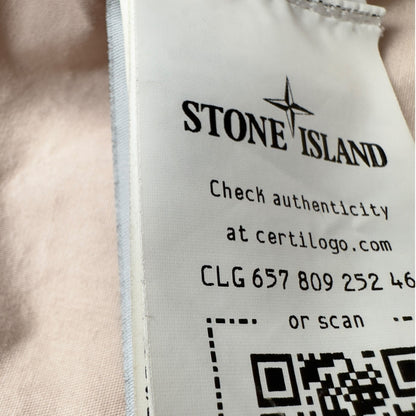 STONE ISLAND
Check authenticity
at certilogo.com
CLG 657 809 252 46
or scan